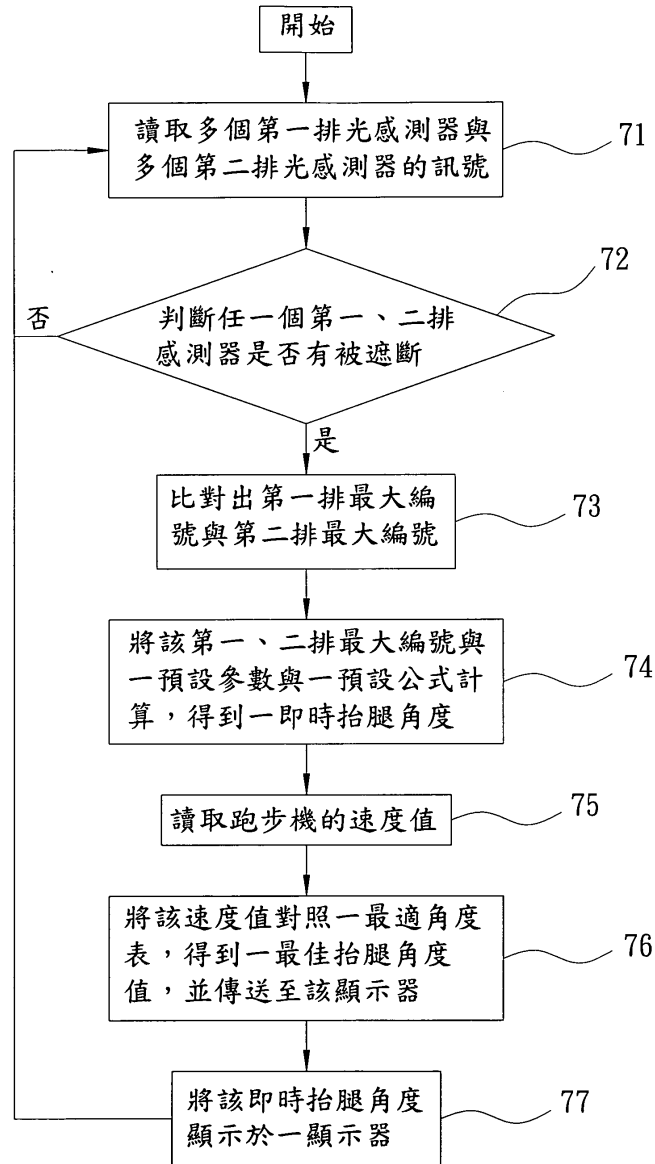 開始
讀取多個第一排光感測器與
多個第二排光感測器的訊號
71
72
否
判斷任一個第一、二排
感測器是否有被遮斷
是
比對出第一排最大編
號與第二排最大編號
73
將該第一、二排最大編號與
一預設參數與一預設公式計
算，得到一即時抬腿角度
74
讀取跑步機的速度值
75
將該速度值對照一最適角度
表，得到一最佳抬腿角度
值，並傳送至該顯示器
76
將該即時抬腿角度
顯示於一顯示器
77